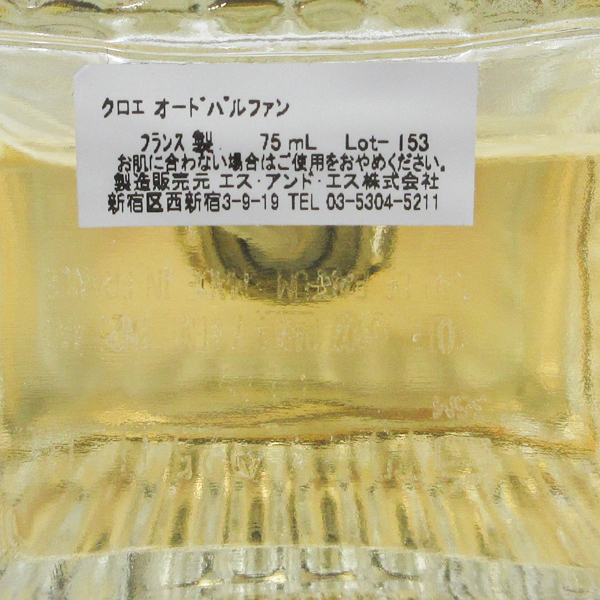 クロエ オードパルファン
フランス 製 75 mL Lot- 153
お肌に合わない場合はご使用をおやめください。
製造販売元 エス・アンド・エス株式会社
新宿区西新宿3-9-19 TEL 03-5304-5211